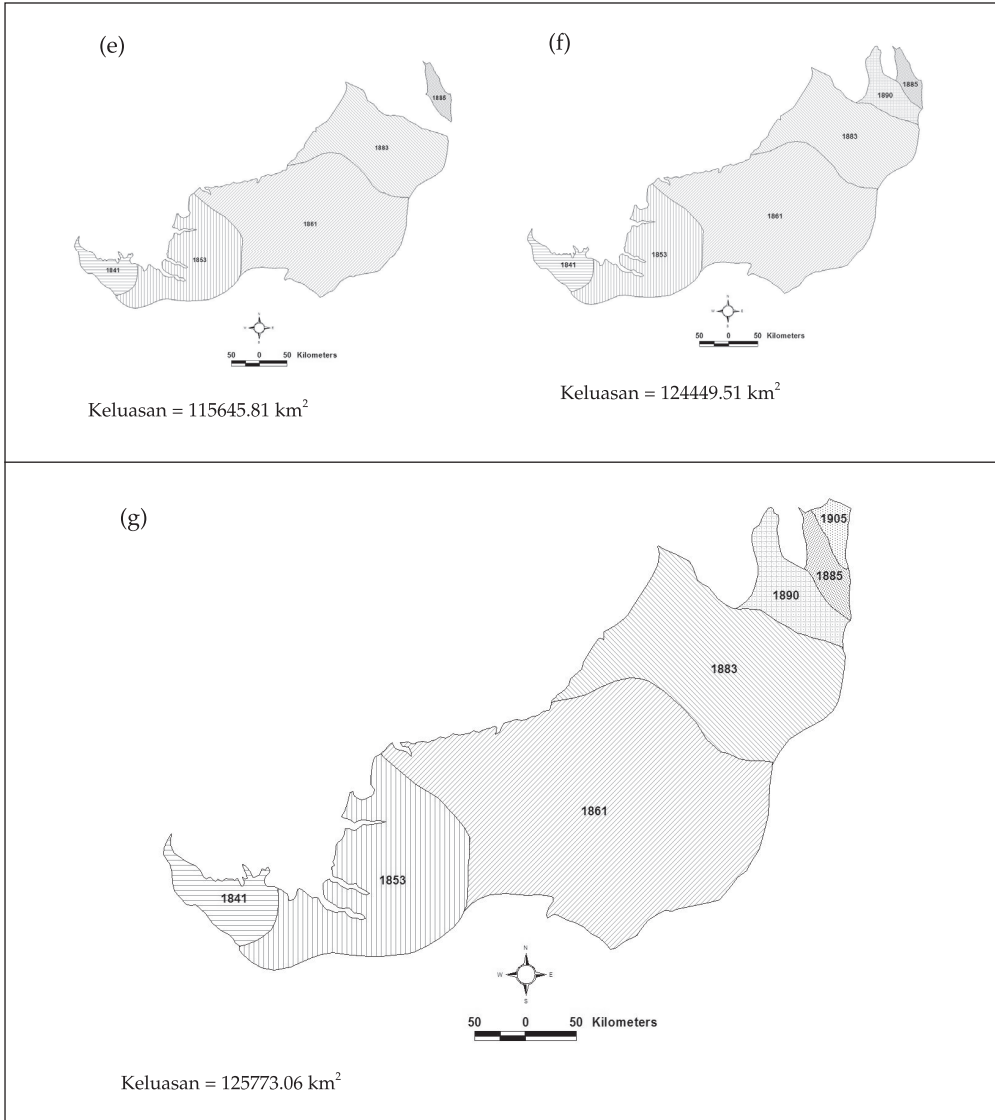 (e)
1885
1883
1861
1853
1841
50 0 50 Kilometers
Keluasan = 115645.81 km²
(f)
1885
1890
1883
1861
1853
1841
50 0 50 Kilometers
Keluasan = 124449.51 km²
(g)
1905
1885
1890
1883
1861
1853
1841
N
W E
S
50 0 50 Kilometers
Keluasan = 125773.06 km²